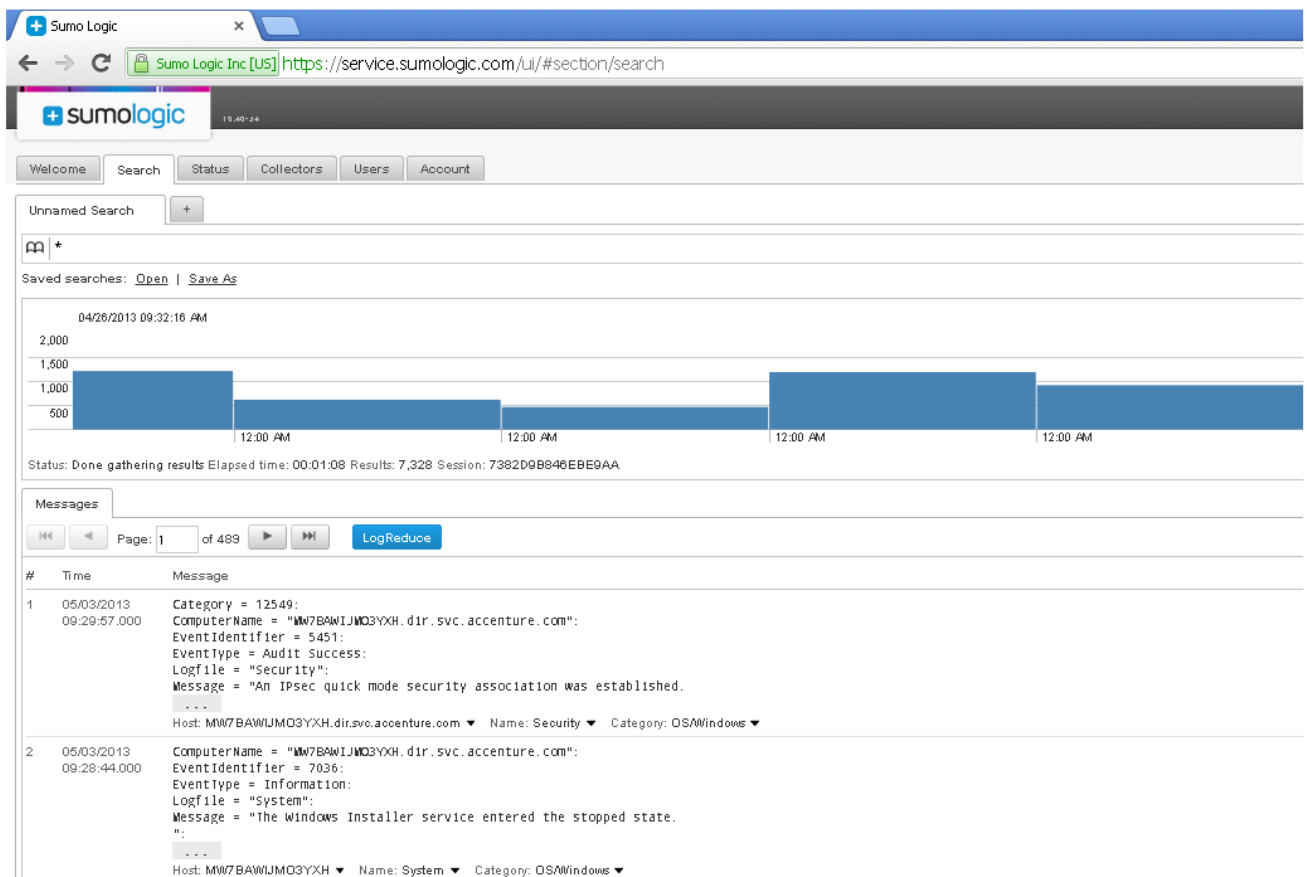 Sumo Logic ×
Sumo Logic Inc [US] https://service.sumologic.com/ui/#section/search
sumologic
Welcome Search Status Collectors Users Account
Unnamed Search +
*
Saved searches: Open | Save As
04/26/2013 09:32:16 AM
2,000
1,500
1,000
500
12:00 AM 12:00 AM 12:00 AM 12:00 AM
Status: Done gathering results Elapsed time: 00:01:08 Results: 7,328 Session: 7382D9B846EBE9AA
Messages
Page: 1 of 489 LogReduce
# Time Message
1 05/03/2013 Category = 12549:
09:29:57.000 ComputerName = "MW7BAWIJMO3YXH.dir.svc.accenture.com":
EventIdentifier = 5451:
EventType = Audit Success:
Logfile = "Security":
Message = "An IPsec quick mode security association was established.
...
Host: MW7BAWIJMO3YXH.dir.svc.accenture.com Name: Security Category: OS/Windows
2 05/03/2013 ComputerName = "MW7BAWIJMO3YXH.dir.svc.accenture.com":
09:28:44.000 EventIdentifier = 7036:
EventType = Information:
Logfile = "System":
Message = "The Windows Installer service entered the stopped state.
":
...
Host: MW7BAWIJMO3YXH Name: System Category: OS/Windows